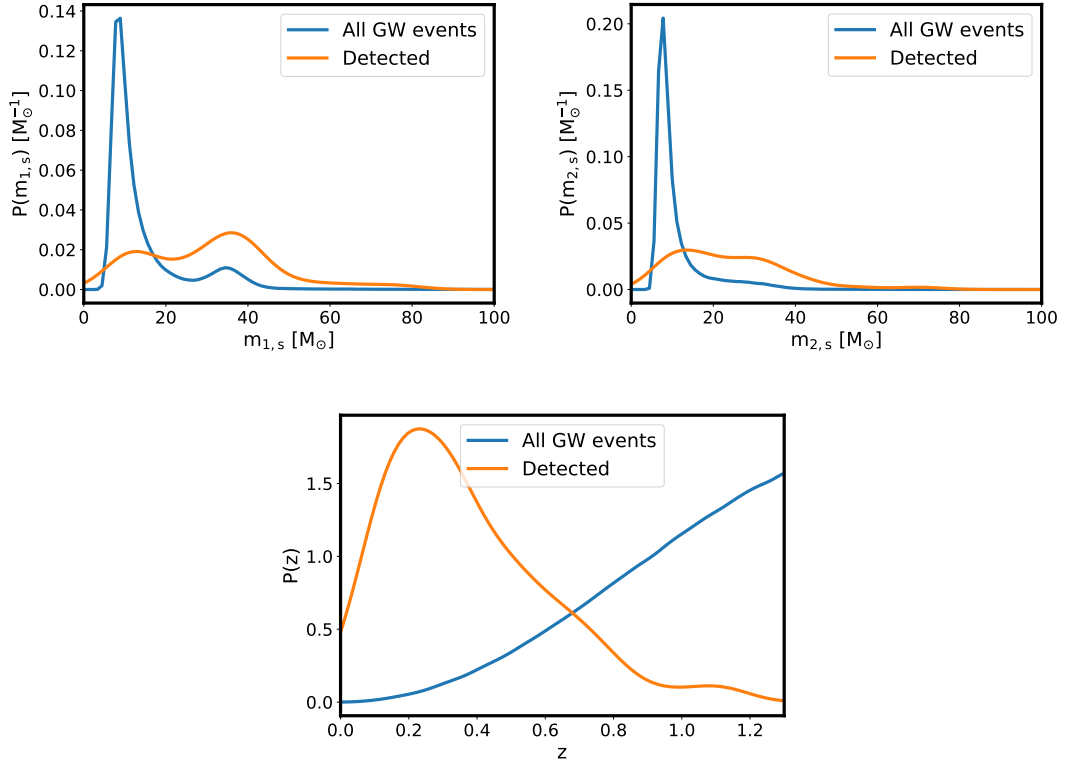 0.14
0.12
0.10
0.08
0.06
0.04
0.02
0.00
P(m₁,ₛ) [M⊙⁻¹]
All GW events
Detected
0 20 40 60 80 100
m₁,ₛ [M⊙]
0.20
0.15
0.10
0.05
0.00
P(m₂,ₛ) [M⊙⁻¹]
All GW events
Detected
0 20 40 60 80 100
m₂,ₛ [M⊙]
1.5
1.0
0.5
0.0
P(z)
All GW events
Detected
0.0 0.2 0.4 0.6 0.8 1.0 1.2
z